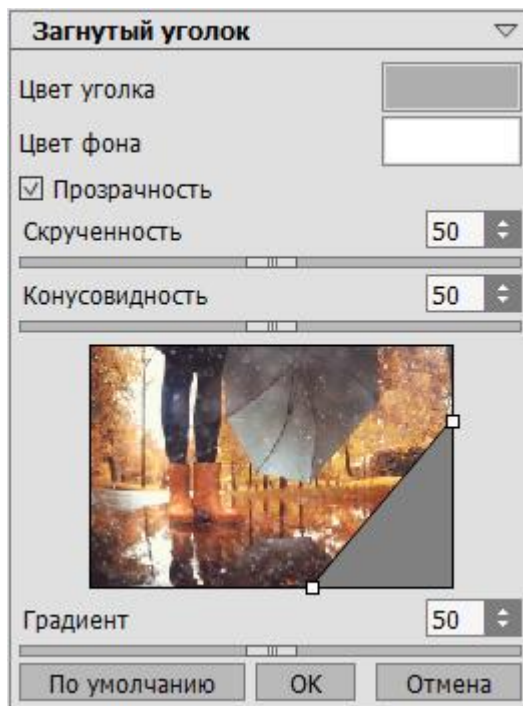 Загнутый уголок
Цвет уголка
Цвет фона
Прозрачность
Скрученность 50
Конусовидность 50
Градиент 50
По умолчанию OK Отмена